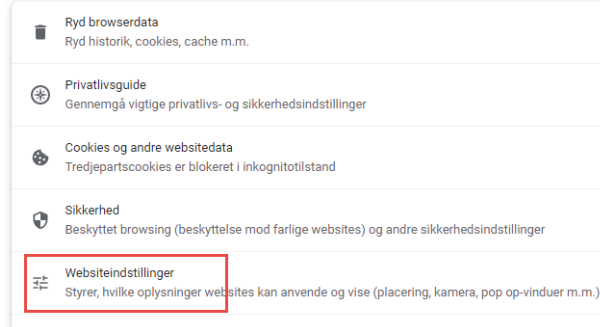 Ryd browserdata
Ryd historik, cookies, cache m.m.
Privatlivsguide
Gennemgå vigtige privatlivs- og sikkerhedsindstillinger
Cookies og andre websitedata
Tredjepartscookies er blokeret i inkognitotilstand
Sikkerhed
Beskyttet browsing (beskyttelse mod farlige websites) og andre sikkerhedsindstillinger
Websiteindstillinger
Styrer, hvilke oplysninger websites kan anvende og vise (placering, kamera, pop op-vinduer m.m.)